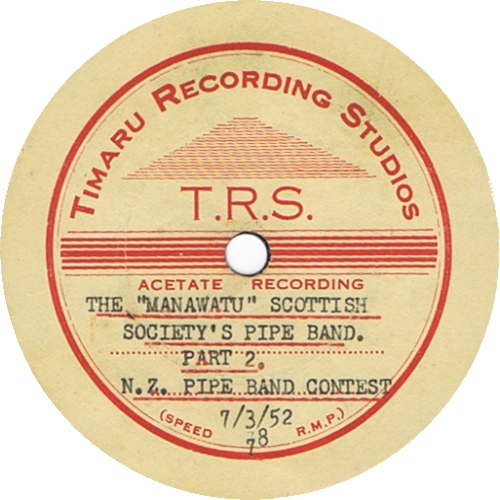 TIMARU RECORDING STUDIOS
T.R.S.
ACETATE RECORDING
THE "MANAWATU" SCOTTISH
SOCIETY'S PIPE BAND.
PART 2.
N.Z. PIPE BAND CONTEST
7/3/52
(SPEED 78 R.M.P.)